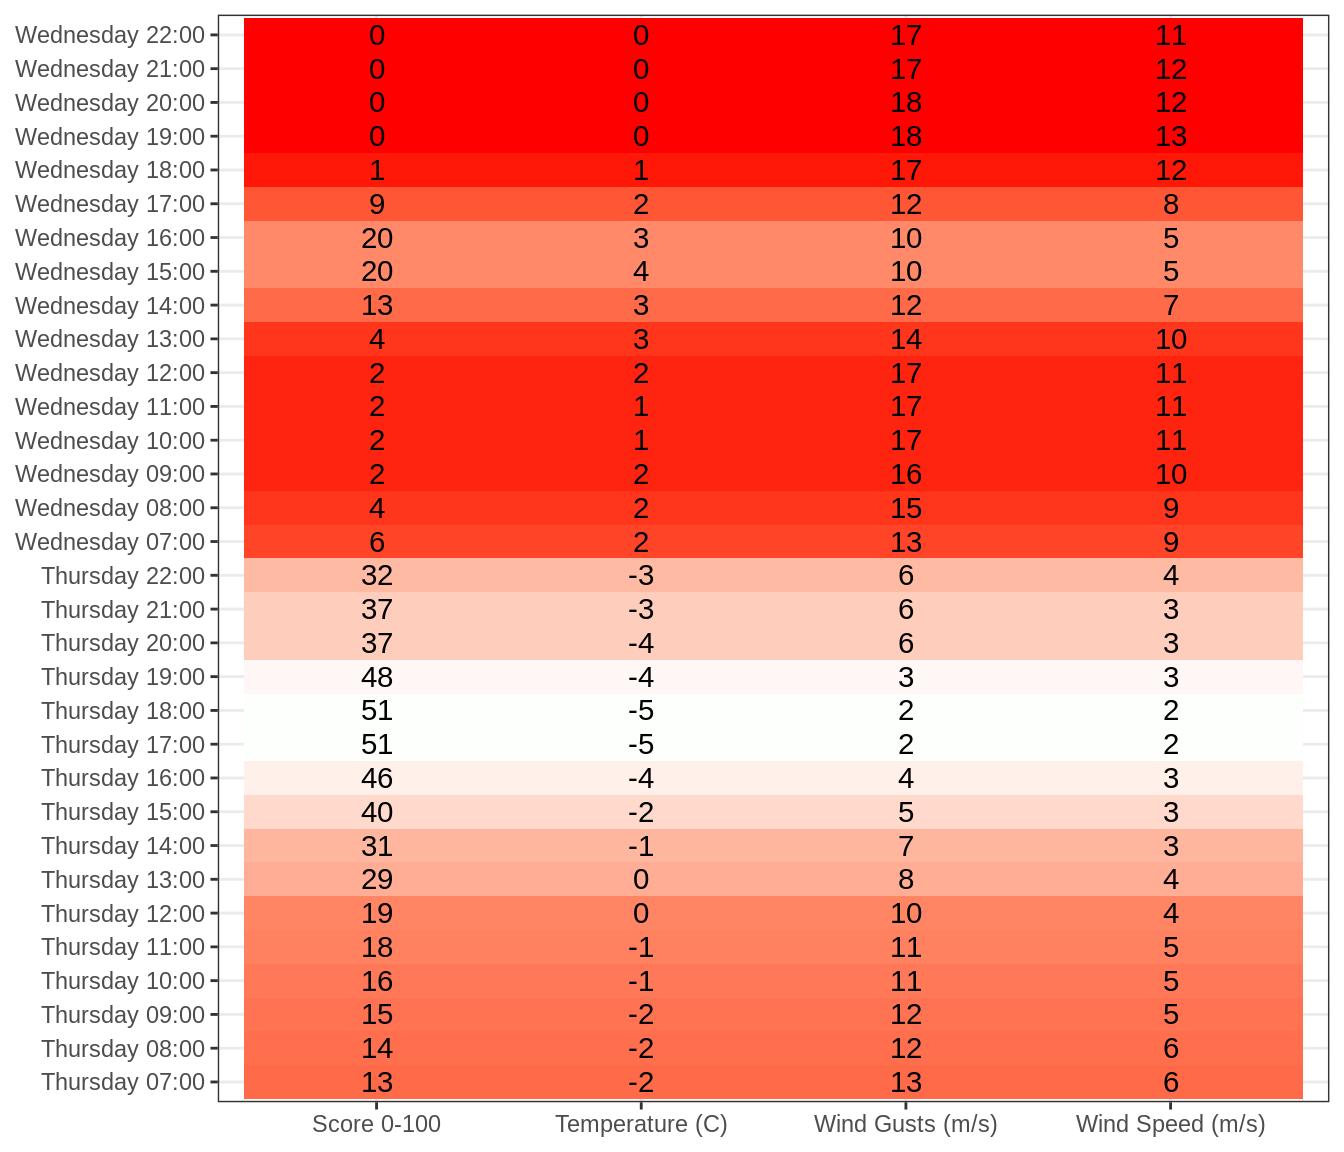 Wednesday 22:00 0 0 17 11
Wednesday 21:00 0 0 17 12
Wednesday 20:00 0 0 18 12
Wednesday 19:00 0 0 18 13
Wednesday 18:00 1 1 17 12
Wednesday 17:00 9 2 12 8
Wednesday 16:00 20 3 10 5
Wednesday 15:00 20 4 10 5
Wednesday 14:00 13 3 12 7
Wednesday 13:00 4 3 14 10
Wednesday 12:00 2 2 17 11
Wednesday 11:00 2 1 17 11
Wednesday 10:00 2 1 17 11
Wednesday 09:00 2 2 16 10
Wednesday 08:00 4 2 15 9
Wednesday 07:00 6 2 13 9
Thursday 22:00 32 -3 6 4
Thursday 21:00 37 -3 6 3
Thursday 20:00 37 -4 6 3
Thursday 19:00 48 -4 3 3
Thursday 18:00 51 -5 2 2
Thursday 17:00 51 -5 2 2
Thursday 16:00 46 -4 4 3
Thursday 15:00 40 -2 5 3
Thursday 14:00 31 -1 7 3
Thursday 13:00 29 0 8 4
Thursday 12:00 19 0 10 4
Thursday 11:00 18 -1 11 5
Thursday 10:00 16 -1 11 5
Thursday 09:00 15 -2 12 5
Thursday 08:00 14 -2 12 6
Thursday 07:00 13 -2 13 6
Score 0-100 Temperature (C) Wind Gusts (m/s) Wind Speed (m/s)